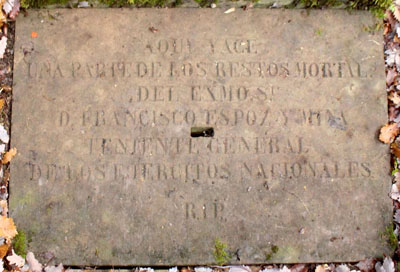 AQUI YACE
UNA PARTE DE LOS RESTOS MORTAL.
DEL EXMO. Sr.
D. FRANCISCO ESPOZ Y MINA
TENIENTE GENERAL
DE LOS EJERCITOS NACIONALES
R.I.P.